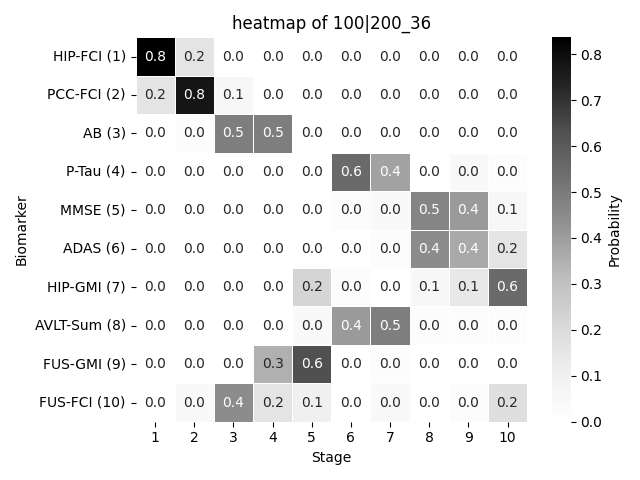 heatmap of 100|200_36
HIP-FCI (1) 0.8 0.2 0.0 0.0 0.0 0.0 0.0 0.0 0.0 0.0
PCC-FCI (2) 0.2 0.8 0.1 0.0 0.0 0.0 0.0 0.0 0.0 0.0
AB (3) 0.0 0.0 0.5 0.5 0.0 0.0 0.0 0.0 0.0 0.0
P-Tau (4) 0.0 0.0 0.0 0.0 0.0 0.6 0.4 0.0 0.0 0.0
MMSE (5) 0.0 0.0 0.0 0.0 0.0 0.0 0.0 0.5 0.4 0.1
ADAS (6) 0.0 0.0 0.0 0.0 0.0 0.0 0.0 0.4 0.4 0.2
HIP-GMI (7) 0.0 0.0 0.0 0.0 0.2 0.0 0.0 0.1 0.1 0.6
AVLT-Sum (8) 0.0 0.0 0.0 0.0 0.0 0.4 0.5 0.0 0.0 0.0
FUS-GMI (9) 0.0 0.0 0.0 0.3 0.6 0.0 0.0 0.0 0.0 0.0
FUS-FCI (10) 0.0 0.0 0.4 0.2 0.1 0.0 0.0 0.0 0.0 0.2
1 2 3 4 5 6 7 8 9 10
Stage
Biomarker
0.8
0.7
0.6
0.5
0.4
0.3
0.2
0.1
0.0
Probability